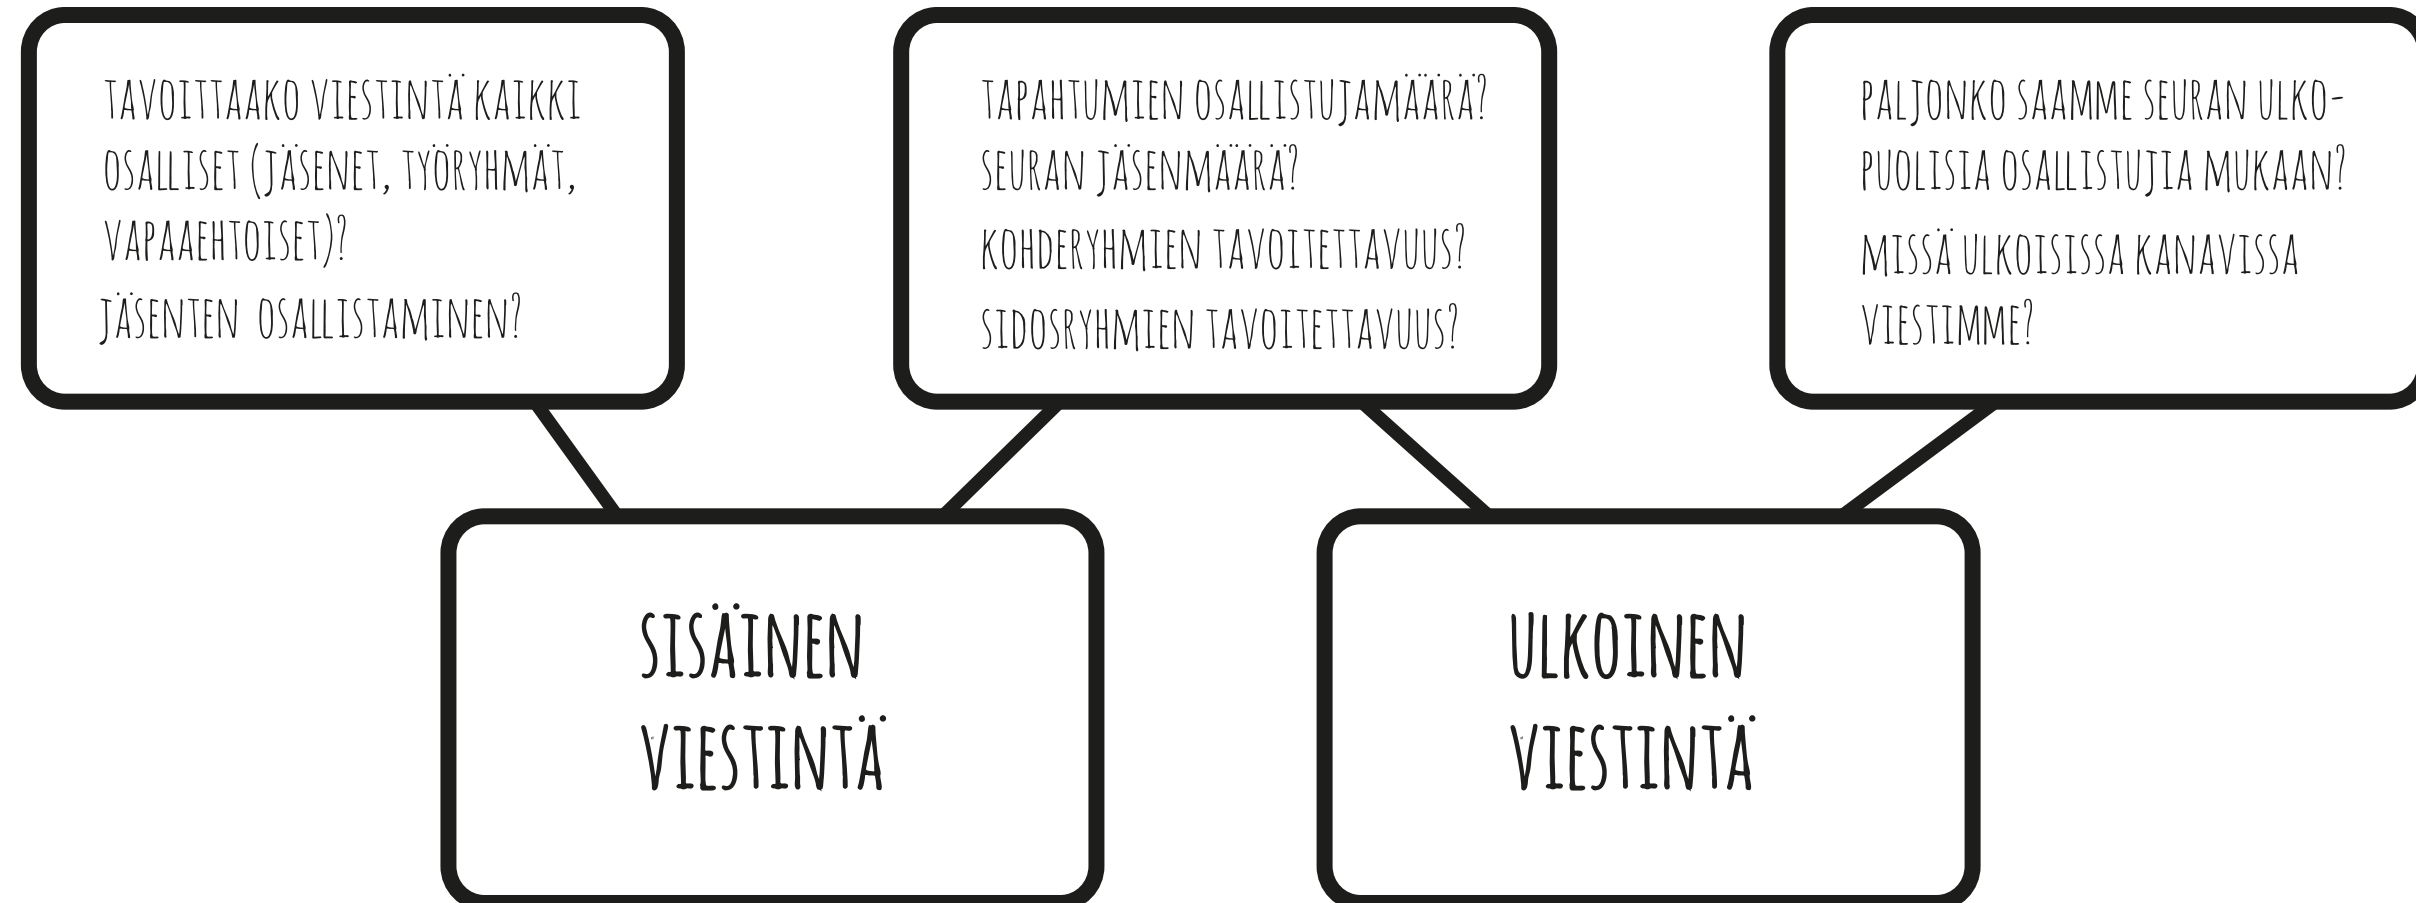 TAVOITTAAKO VIESTINTÄ KAIKKI
OSALLISET (JÄSENET, TYÖRYHMÄT,
VAPAAEHTOISET)?
JÄSENTEN OSALLISTAMINEN?
TAPAHTUMIEN OSALLISTUJAMÄÄRÄ?
SEURAN JÄSENMÄÄRÄ?
KOHDERYHMIEN TAVOITETTAVUUS?
SIDOSRYHMIEN TAVOITETTAVUUS?
PALJONKO SAAMME SEURAN ULKO-
PUOLISIA OSALLISTUJIA MUKAAN?
MISSÄ ULKOISISSA KANAVISSA
VIESTIMME?
SISÄINEN
VIESTINTÄ
ULKOINEN
VIESTINTÄ